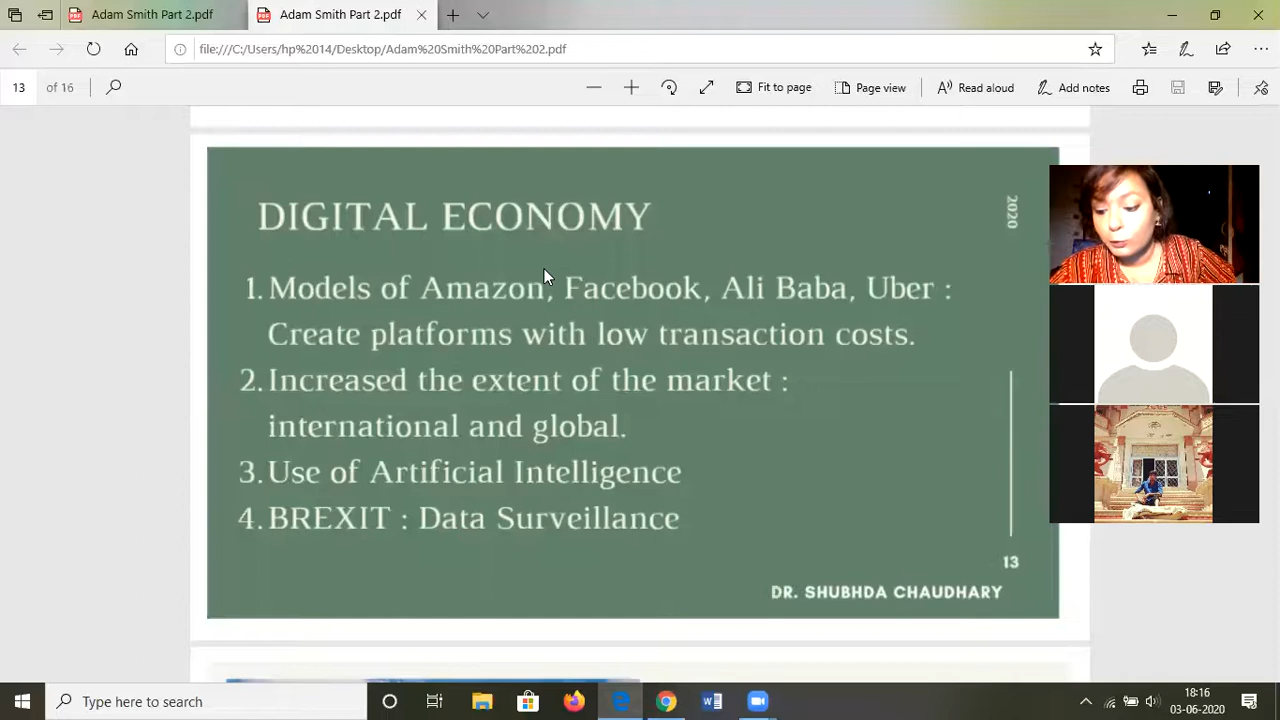 Adam Smith Part 2.pdf
Adam Smith Part 2.pdf
file:///C:/Users/hp%2014/Desktop/Adam%20Smith%20Part%202.pdf
13 of 16
Fit to page
Page view
Read aloud
Add notes
DIGITAL ECONOMY
2020
1. Models of Amazon, Facebook, Ali Baba, Uber :
Create platforms with low transaction costs.
2. Increased the extent of the market :
international and global.
3. Use of Artificial Intelligence
4. BREXIT : Data Surveillance
13
DR. SHUBHDA CHAUDHARY
Type here to search
18:16
03-06-2020